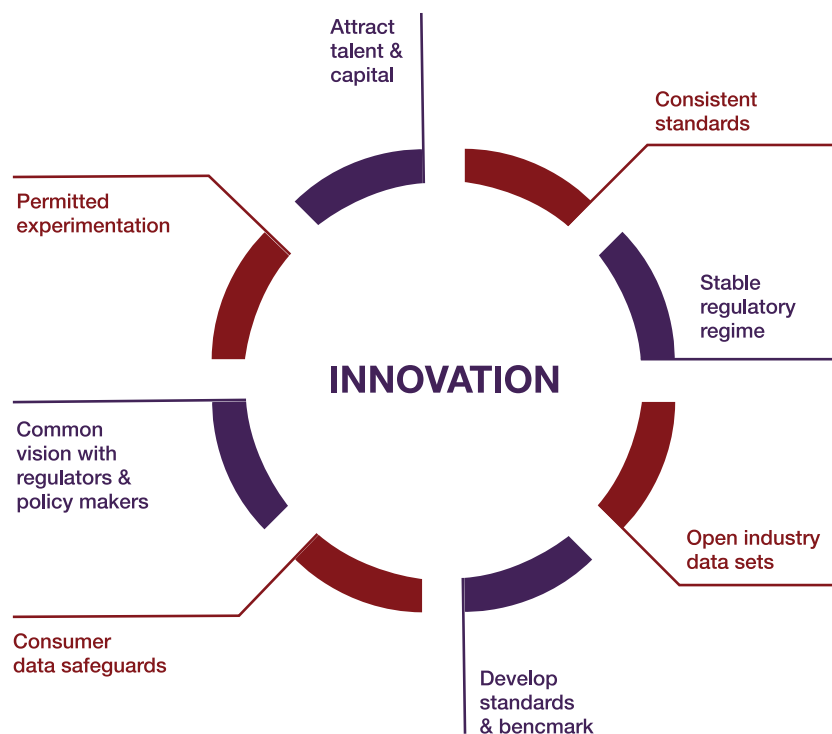 Attract
talent &
capital
Consistent
standards
Permitted
experimentation
Stable
regulatory
regime
INNOVATION
Common
vision with
regulators &
policy makers
Open industry
data sets
Consumer
data safeguards
Develop
standards
& bencmark